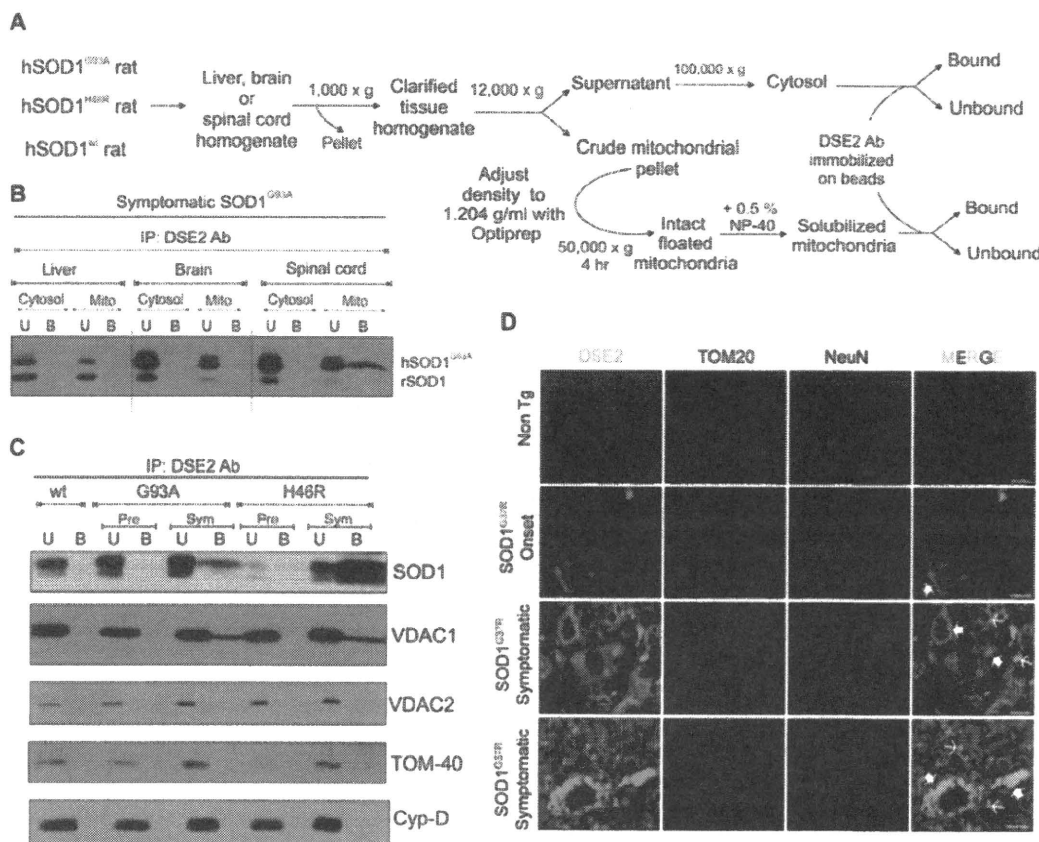 A
hSOD1G93A rat
hSOD1H46R rat
hSOD1wt rat
Liver, brain
or
spinal cord
homogenate
1,000 x g
Pellet
Clarified
tissue
homogenate
12,000 x g
Supernatant
100,000 x g
Cytosol
Bound
Unbound
DSE2 Ab
immobilized
on beads
Crude mitochondrial
pellet
Adjust
density to
1.204 g/ml with
Optiprep
50,000 x g
4 hr
Intact
floated
mitochondria
+ 0.5 %
NP-40
Solubilized
mitochondria
Bound
Unbound
B
Symptomatic SOD1G93A
IP: DSE2 Ab
Liver Brain Spinal cord
Cytosol Mito Cytosol Mito Cytosol Mito
U B U B U B U B U B U B
hSOD1G93A
rSOD1
C
IP: DSE2 Ab
wt G93A H46R
Pre Sym Pre Sym
U B U B U B U B U B
SOD1
VDAC1
VDAC2
TOM-40
Cyp-D
D
DSE2 TOM20 NeuN MERGE
Non Tg
SOD1G37R
Onset
SOD1G37R
Symptomatic
SOD1G37R
Symptomatic